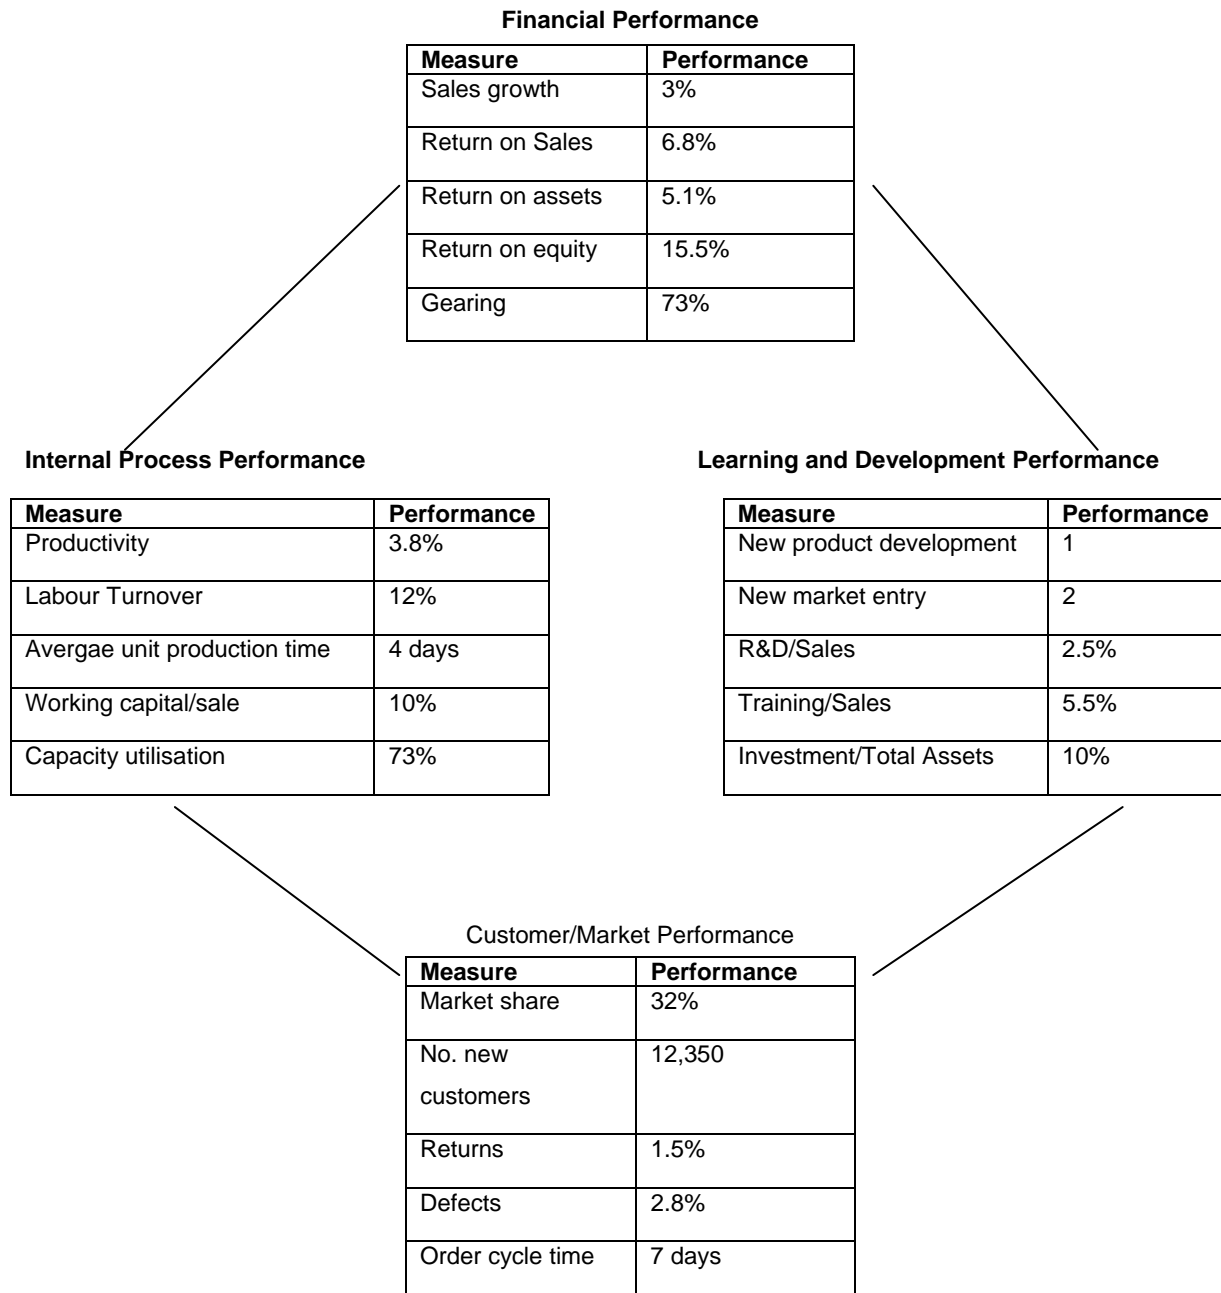 Financial Performance
Measure Performance
Sales growth 3%
Return on Sales 6.8%
Return on assets 5.1%
Return on equity 15.5%
Gearing 73%
Internal Process Performance
Measure Performance
Productivity 3.8%
Labour Turnover 12%
Avergae unit production time 4 days
Working capital/sale 10%
Capacity utilisation 73%
Learning and Development Performance
Measure Performance
New product development 1
New market entry 2
R&D/Sales 2.5%
Training/Sales 5.5%
Investment/Total Assets 10%
Customer/Market Performance
Measure Performance
Market share 32%
No. new 12,350
customers
Returns 1.5%
Defects 2.8%
Order cycle time 7 days